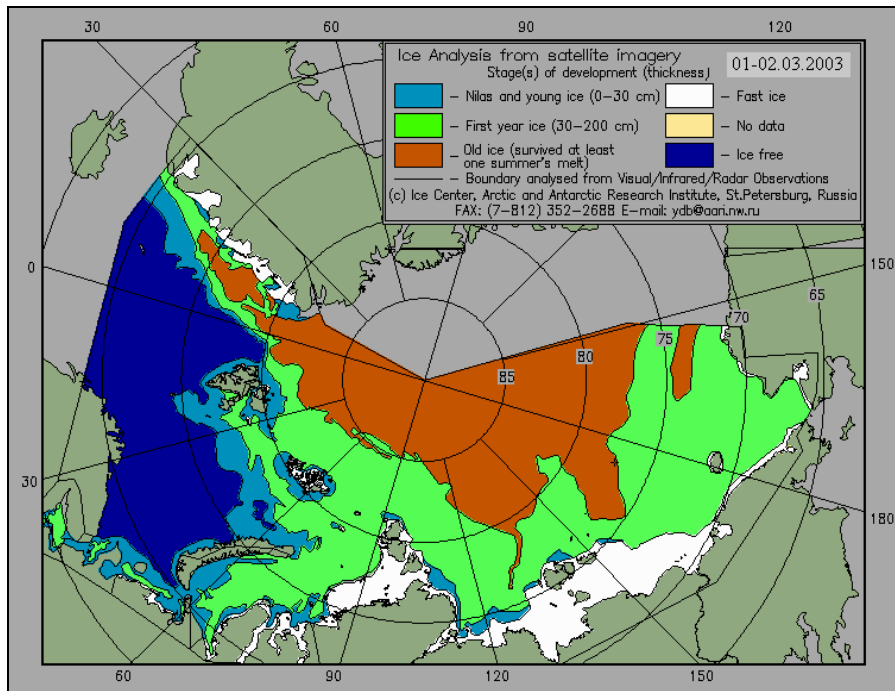 30
60
90
120
Ice Analysis from satellite imagery
Stage(s) of development (thickness)
01-02.03.2003
– Nilas and young ice (0–30 cm)
– Fast ice
– First year ice (30–200 cm)
– No data
– Old ice (survived at least
one summer's melt)
– Ice free
– Boundary analysed from Visual/Infrared/Radar Observations
(c) Ice Center, Arctic and Antarctic Research Institute, St.Petersburg, Russia
FAX: (7–812) 352–2688 E–mail: ydb@aari.nw.ru
0
150
65
70
75
80
85
30
180
60
90
120
150